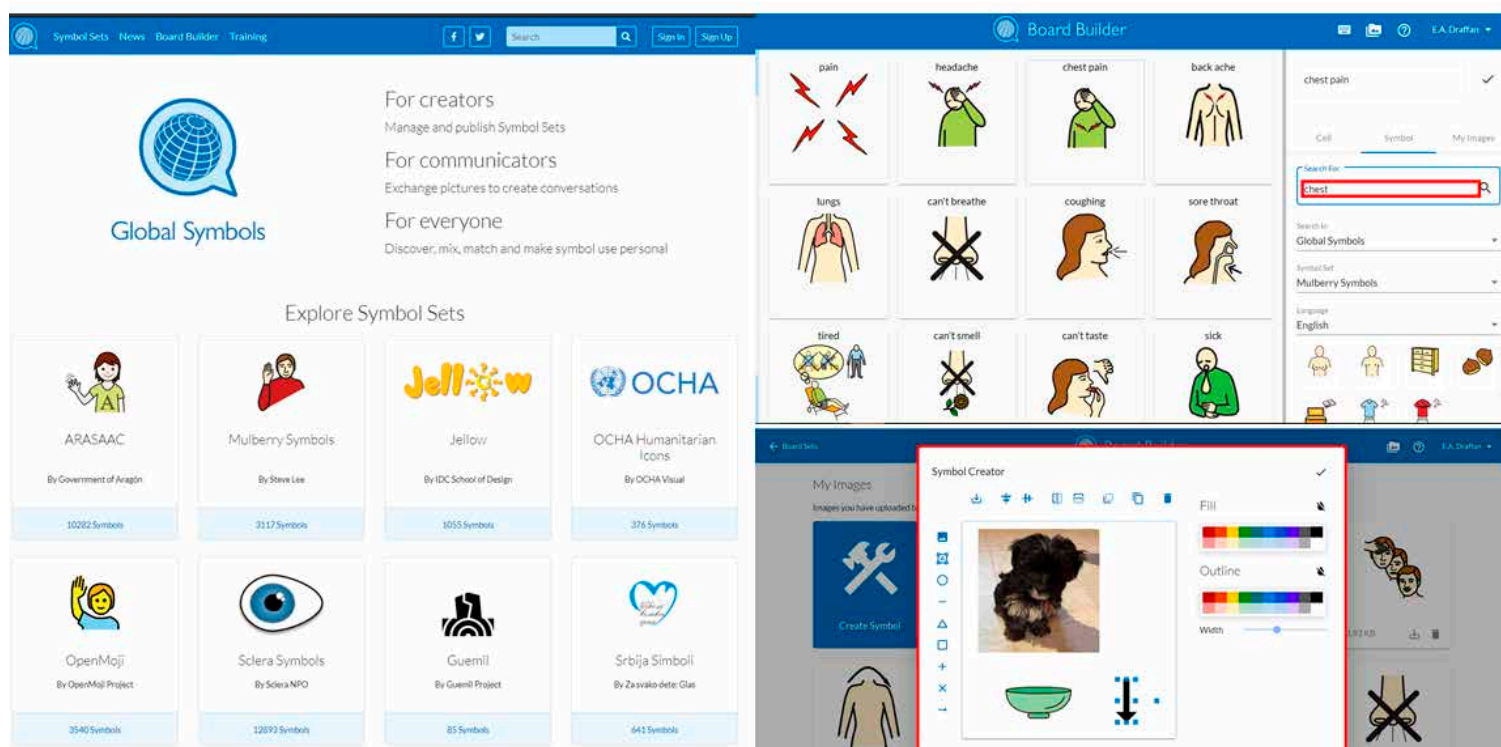 Symbol Sets News Board Builder Training
Search
Sign In
Sign Up
Global Symbols
For creators
Manage and publish Symbol Sets
For communicators
Exchange pictures to create conversations
For everyone
Discover, mix, match and make symbol use personal
Explore Symbol Sets
ARASAAC
By Government of Aragón
10282 Symbols
Mulberry Symbols
By Steve Lee
3117 Symbols
Jellow
Jellow
By IDC School of Design
1055 Symbols
OCHA
OCHA Humanitarian
Icons
By OCHA Visual
376 Symbols
OpenMoji
By OpenMoji Project
3540 Symbols
Sclera Symbols
By Sclera NPO
12893 Symbols
Guemil
By Guemil Project
85 Symbols
Srbija Simboli
By Za svako dete: Glas
641 Symbols
Board Builder
E.A. Draffan
pain
headache
chest pain
back ache
lungs
can't breathe
coughing
sore throat
tired
can't smell
can't taste
sick
chest pain
Cell
Symbol
My Images
Search For
chest
Search In
Global Symbols
Symbol Set
Mulberry Symbols
Language
English
Board Sets
Board Builder
E.A. Draffan
My Images
Images you have uploaded
Create Symbol
Symbol Creator
Fill
Outline
Width